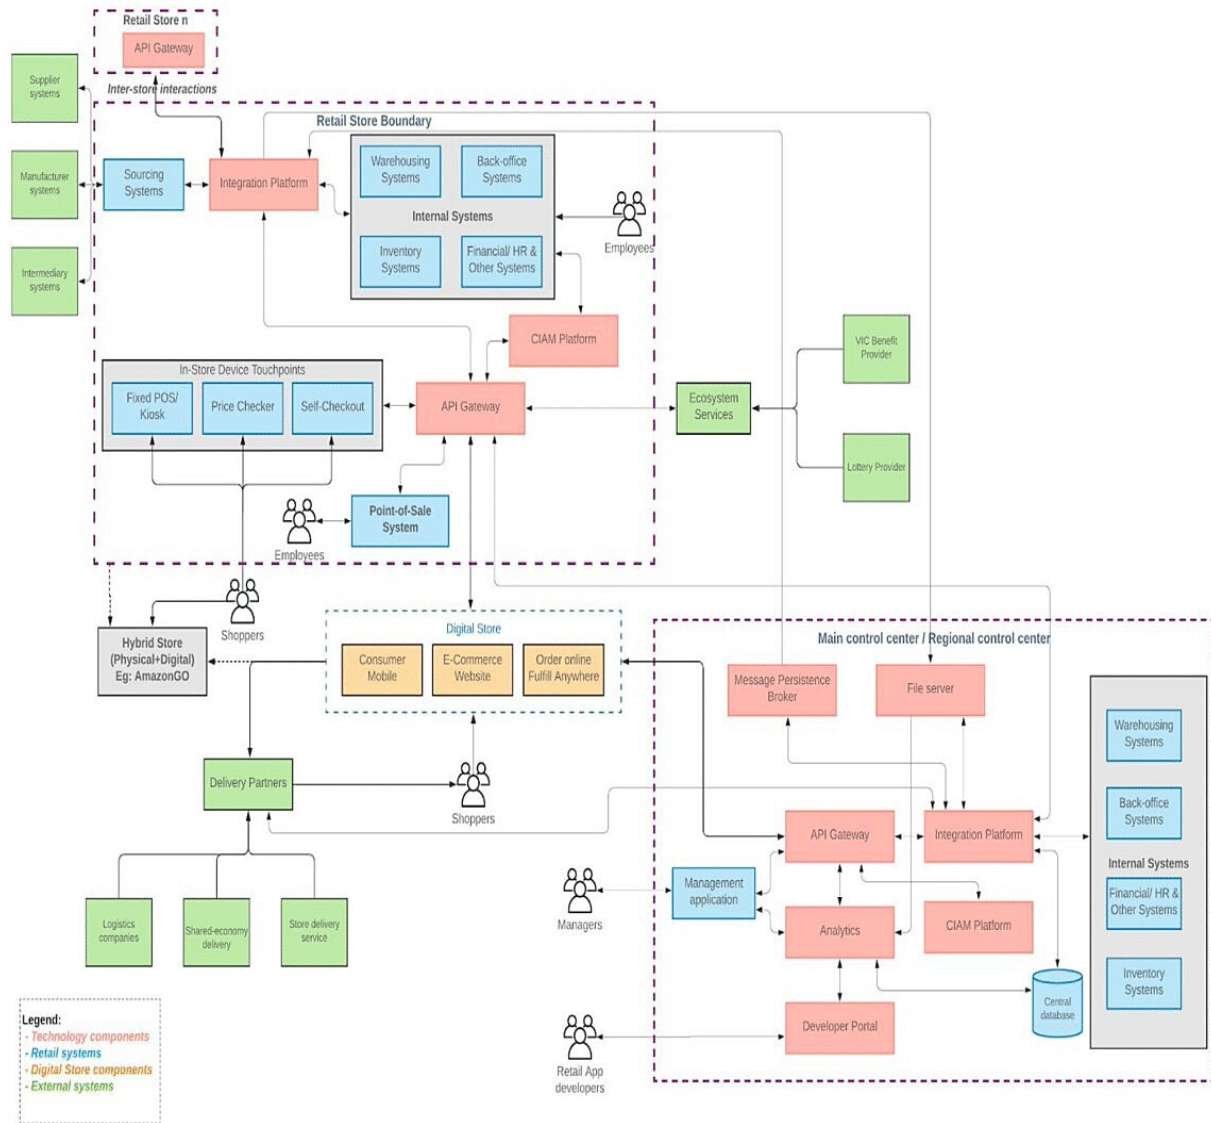 Retail Store n
API Gateway
Inter-store interactions
Supplier
systems
Manufacturer
systems
Intermediary
systems
Retail Store Boundary
Sourcing
Systems
Integration Platform
Warehousing
Systems
Back-office
Systems
Internal Systems
Inventory
Systems
Financial/ HR &
Other Systems
Employees
CIAM Platform
In-Store Device Touchpoints
Fixed POS/
Kiosk
Price Checker
Self-Checkout
API Gateway
Ecosystem
Services
VIC Benefit
Provider
Lottery Provider
Point-of-Sale
System
Employees
Shoppers
Hybrid Store
(Physical+Digital)
Eg: AmazonGO
Digital Store
Consumer
Mobile
E-Commerce
Website
Order online
Fulfill Anywhere
Delivery Partners
Shoppers
Logistics
companies
Shared-economy
delivery
Store delivery
service
Main control center / Regional control center
Message Persistence
Broker
File server
API Gateway
Integration Platform
Management
application
Managers
Analytics
CIAM Platform
Developer Portal
Central
database
Retail App
developers
Warehousing
Systems
Back-office
Systems
Internal Systems
Financial/ HR &
Other Systems
Inventory
Systems
Legend:
- Technology components
- Retail systems
- Digital Store components
- External systems